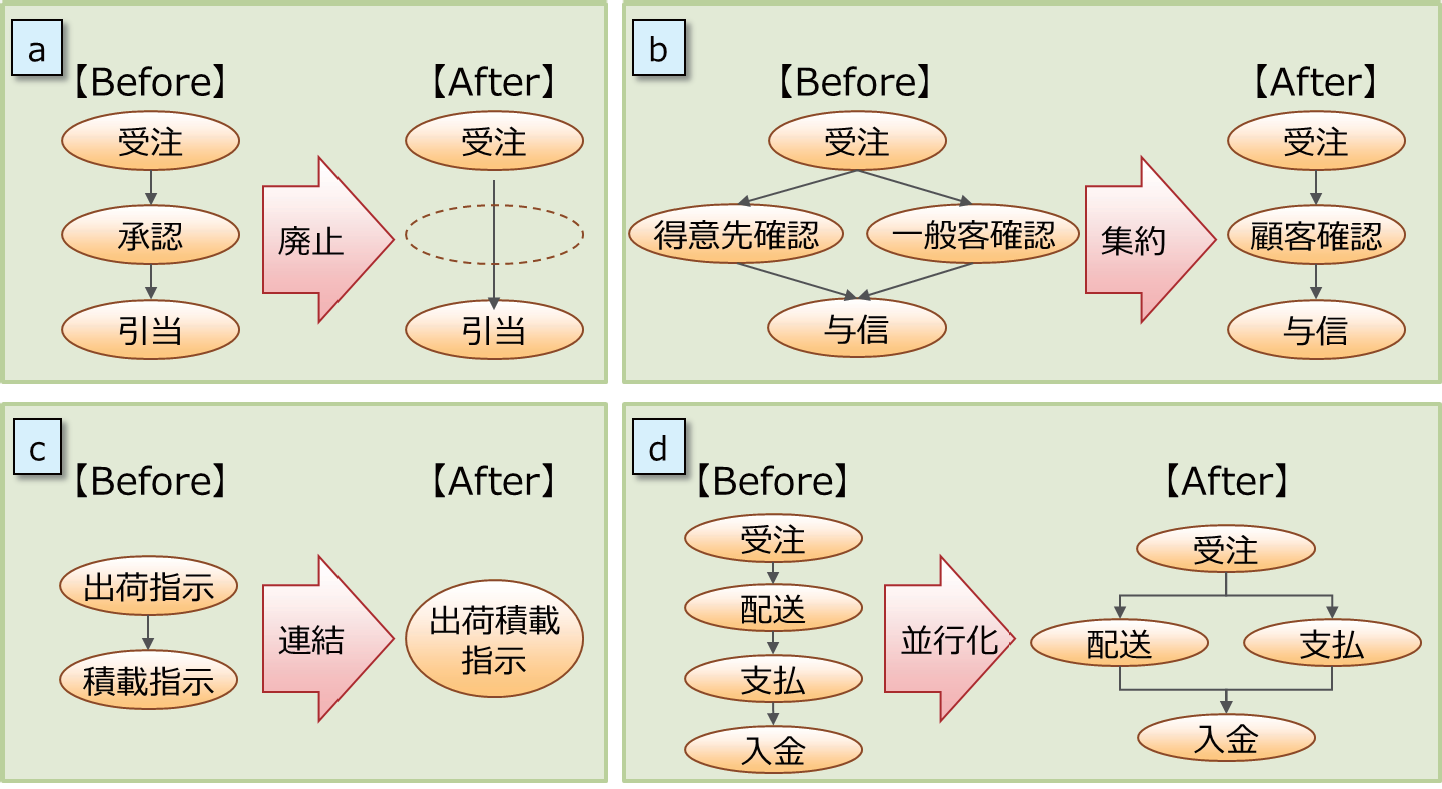 a
【Before】
受注
承認
引当
廃止
【After】
受注
引当
b
【Before】
受注
得意先確認
一般客確認
与信
集約
【After】
受注
顧客確認
与信
c
【Before】
出荷指示
積載指示
連結
【After】
出荷積載
指示
d
【Before】
受注
配送
支払
入金
並行化
【After】
受注
配送
支払
入金